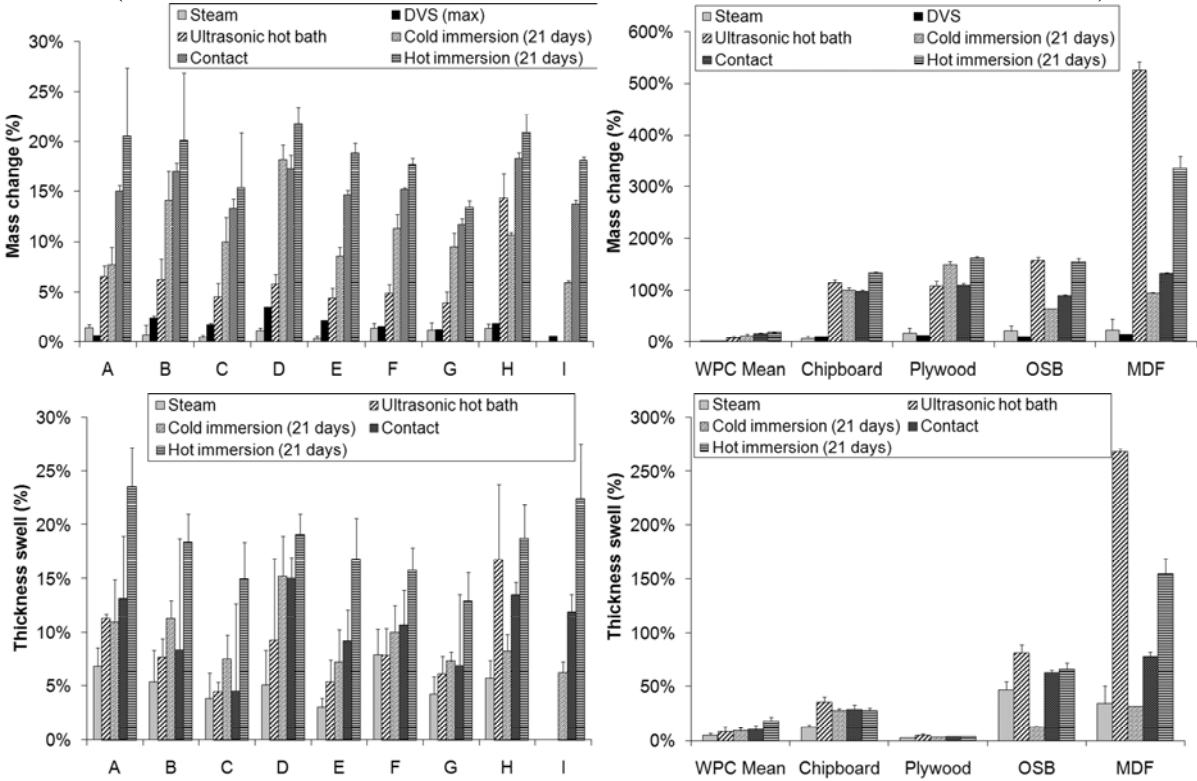 Steam DVS (max)
Ultrasonic hot bath Cold immersion (21 days)
Contact Hot immersion (21 days)
Mass change (%)
30%
25%
20%
15%
10%
5%
0%
A B C D E F G H I
Steam DVS
Ultrasonic hot bath Cold immersion (21 days)
Contact Hot immersion (21 days)
Mass change (%)
600%
500%
400%
300%
200%
100%
0%
WPC Mean Chipboard Plywood OSB MDF
Steam Ultrasonic hot bath
Cold immersion (21 days) Contact
Hot immersion (21 days)
Thickness swell (%)
30%
25%
20%
15%
10%
5%
0%
A B C D E F G H I
Steam Ultrasonic hot bath
Cold immersion (21 days) Contact
Hot immersion (21 days)
Thickness swell (%)
300%
250%
200%
150%
100%
50%
0%
WPC Mean Chipboard Plywood OSB MDF